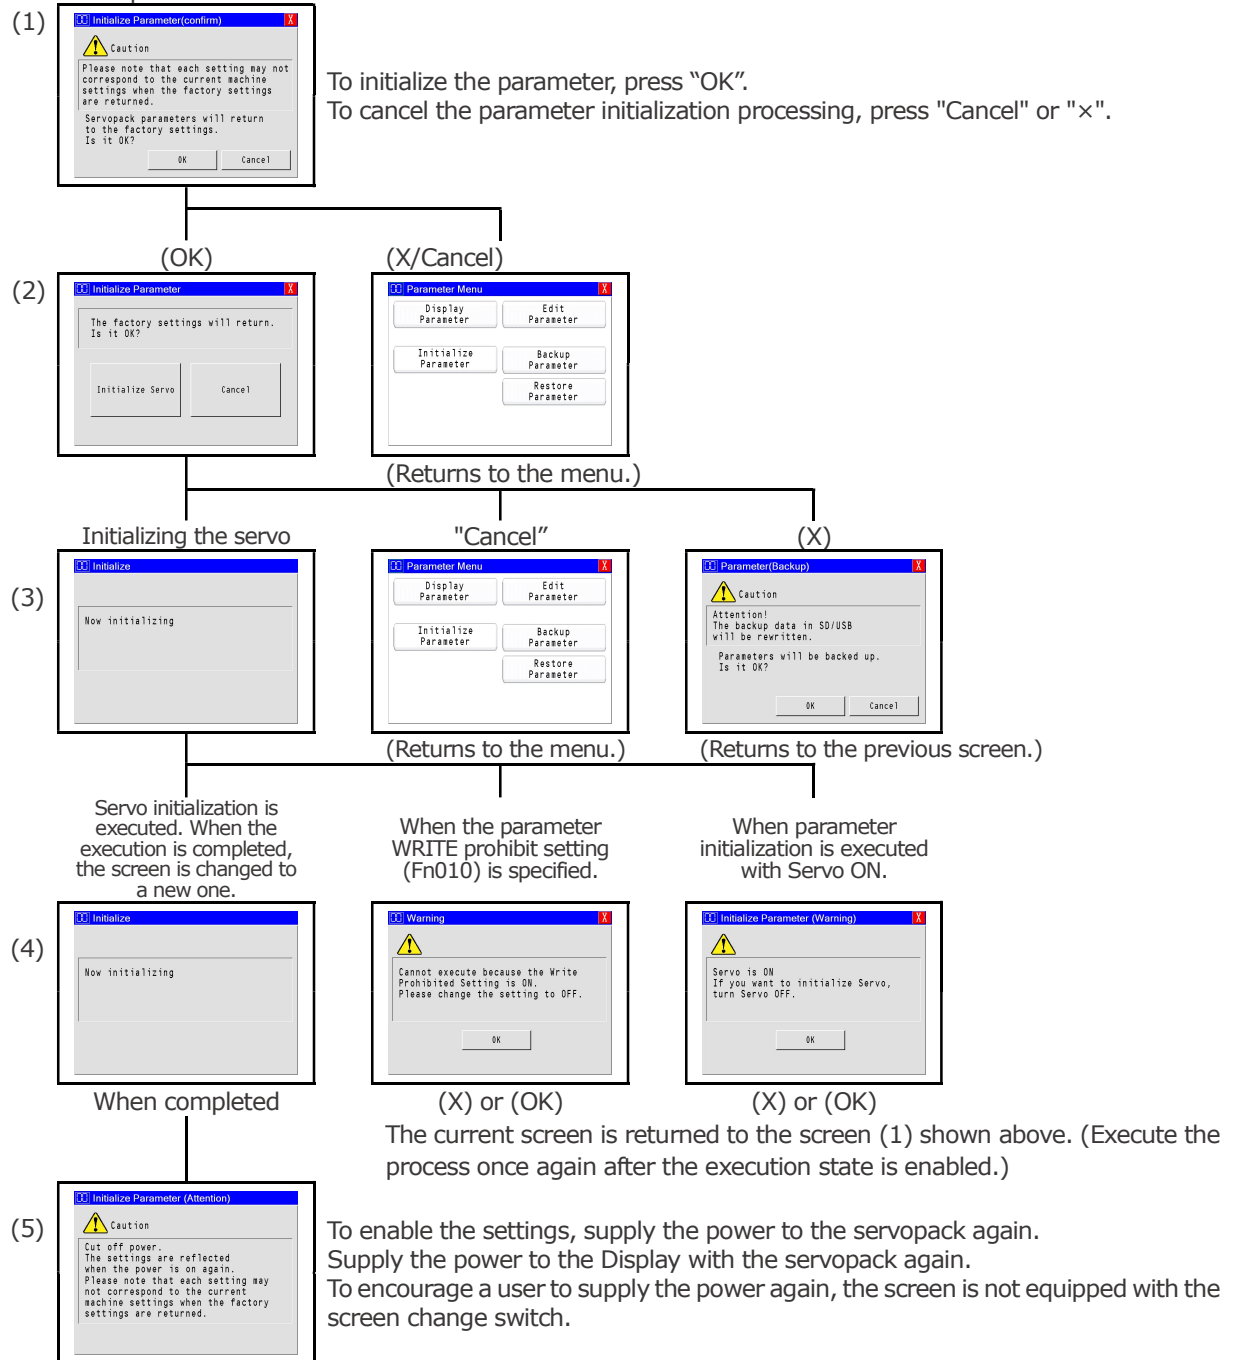 (1)
Initialize Parameter(confirm) X
Caution
Please note that each setting may not
correspond to the current machine
settings when the factory settings
are returned.
Servopack parameters will return
to the factory settings.
Is it OK?
OK Cancel
To initialize the parameter, press “OK”.
To cancel the parameter initialization processing, press "Cancel" or "×".
(OK) (X/Cancel)
(2)
Initialize Parameter X
The factory settings will return.
Is it OK?
Initialize Servo Cancel
Parameter Menu X
Display Edit
Parameter Parameter
Initialize Backup
Parameter Parameter
Restore
Parameter
(Returns to the menu.)
Initializing the servo "Cancel” (X)
(3)
Initialize
Now initializing
Parameter Menu X
Display Edit
Parameter Parameter
Initialize Backup
Parameter Parameter
Restore
Parameter
Parameter(Backup) X
Caution
Attention!
The backup data in SD/USB
will be rewritten.
Parameters will be backed up.
Is it OK?
OK Cancel
(Returns to the menu.) (Returns to the previous screen.)
Servo initialization is
executed. When the
execution is completed,
the screen is changed to
a new one.
When the parameter
WRITE prohibit setting
(Fn010) is specified.
When parameter
initialization is executed
with Servo ON.
(4)
Initialize
Now initializing
Warning X
Cannot execute because the Write
Prohibited Setting is ON.
Please change the setting to OFF.
OK
Initialize Parameter (Warning) X
Servo is ON
If you want to initialize Servo,
turn Servo OFF.
OK
When completed (X) or (OK) (X) or (OK)
The current screen is returned to the screen (1) shown above. (Execute the
process once again after the execution state is enabled.)
(5)
Initialize Parameter (Attention)
Caution
Cut off power.
The settings are reflected
when the power is on again.
Please note that each setting may
not correspond to the current
machine settings when the factory
settings are returned.
To enable the settings, supply the power to the servopack again.
Supply the power to the Display with the servopack again.
To encourage a user to supply the power again, the screen is not equipped with the
screen change switch.